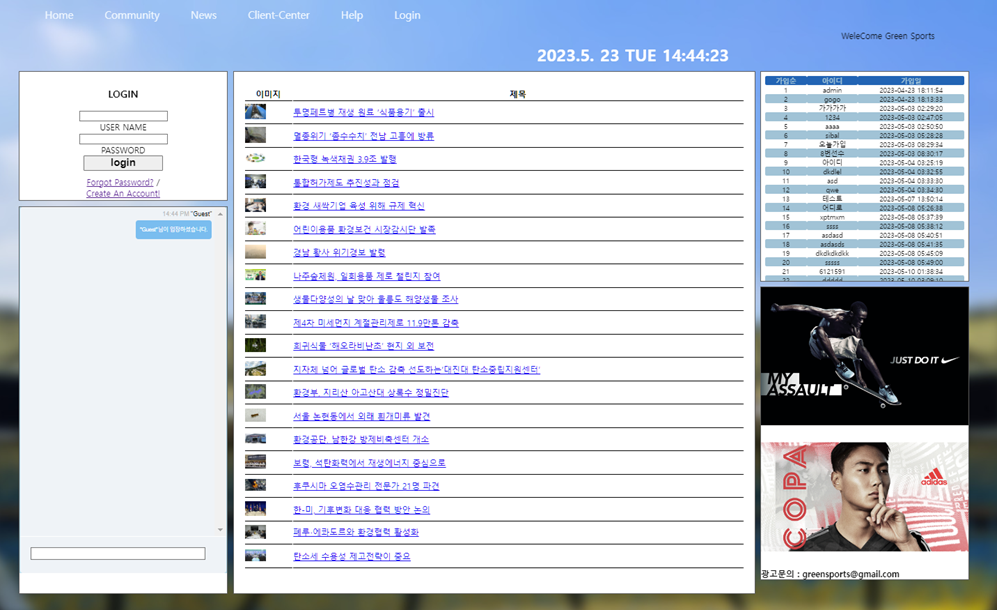 Home Community News Client-Center Help Login
WeleCome Green Sports
2023.5. 23 TUE 14:44:23
LOGIN
USER NAME
PASSWORD
login
Forgot Password? /
Create An Account!
14:44 PM "Guest"
"Guest"님이 입장하셨습니다.
이미지 제목
투명페트병 재생 원료 '식품용기' 출시
멸종위기 '좀수수치' 전남 고흥에 방류
한국형 녹색채권 3.9조 발행
통합허가제도 추진성과 점검
환경 새싹기업 육성 위해 규제 혁신
어린이용품 환경보건 시장감시단 발족
경남 황사 위기경보 발령
나주숲체원, 일회용품 제로 챌린지 참여
생물다양성의 날 맞아 울릉도 해양생물 조사
제4차 미세먼지 계절관리제로 11.9만톤 감축
희귀식물 '해오라비난초' 현지 외 보전
지자체 넘어 글로벌 탄소 감축 선도하는'대진대 탄소중립지원센터'
환경부, 지리산 아고산대 상록수 정밀진단
서울 논현동에서 외래 흰개미류 발견
환경공단, 남한강 방제비축센터 개소
보령, 석탄화력에서 재생에너지 중심으로
후쿠시마 오염수관리 전문가 21명 파견
한-미, 기후변화 대응 협력 방안 논의
페루·에콰도르와 환경협력 활성화
탄소세 수용성 제고전략이 중요
가입순 아이디 가입일
1 admin 2023-04-23 18:11:54
2 gogo 2023-04-23 18:13:33
3 가가가가 2023-05-03 02:29:20
4 1234 2023-05-03 02:47:05
5 aaaa 2023-05-03 02:50:50
6 sibal 2023-05-03 05:28:28
7 오늘가입 2023-05-03 08:29:34
8 8번선수 2023-05-03 08:30:17
9 아이디 2023-05-04 03:25:19
10 dkdlel 2023-05-04 03:32:55
11 asd 2023-05-04 03:33:30
12 qwe 2023-05-04 03:34:30
13 테스트 2023-05-07 13:50:14
14 어디로 2023-05-08 05:26:38
15 xptmxm 2023-05-08 05:37:39
16 ssss 2023-05-08 05:38:12
17 asdasd 2023-05-08 05:40:51
18 asdasds 2023-05-08 05:41:35
19 dkdkdkdkk 2023-05-08 05:45:09
20 sssss 2023-05-08 05:49:00
21 6121591 2023-05-10 01:38:34
22 ddddd 2023-05-10 03:09:10
JUST DO IT
MY
ASSAULT
COPA
adidas
광고문의 : greensports@gmail.com